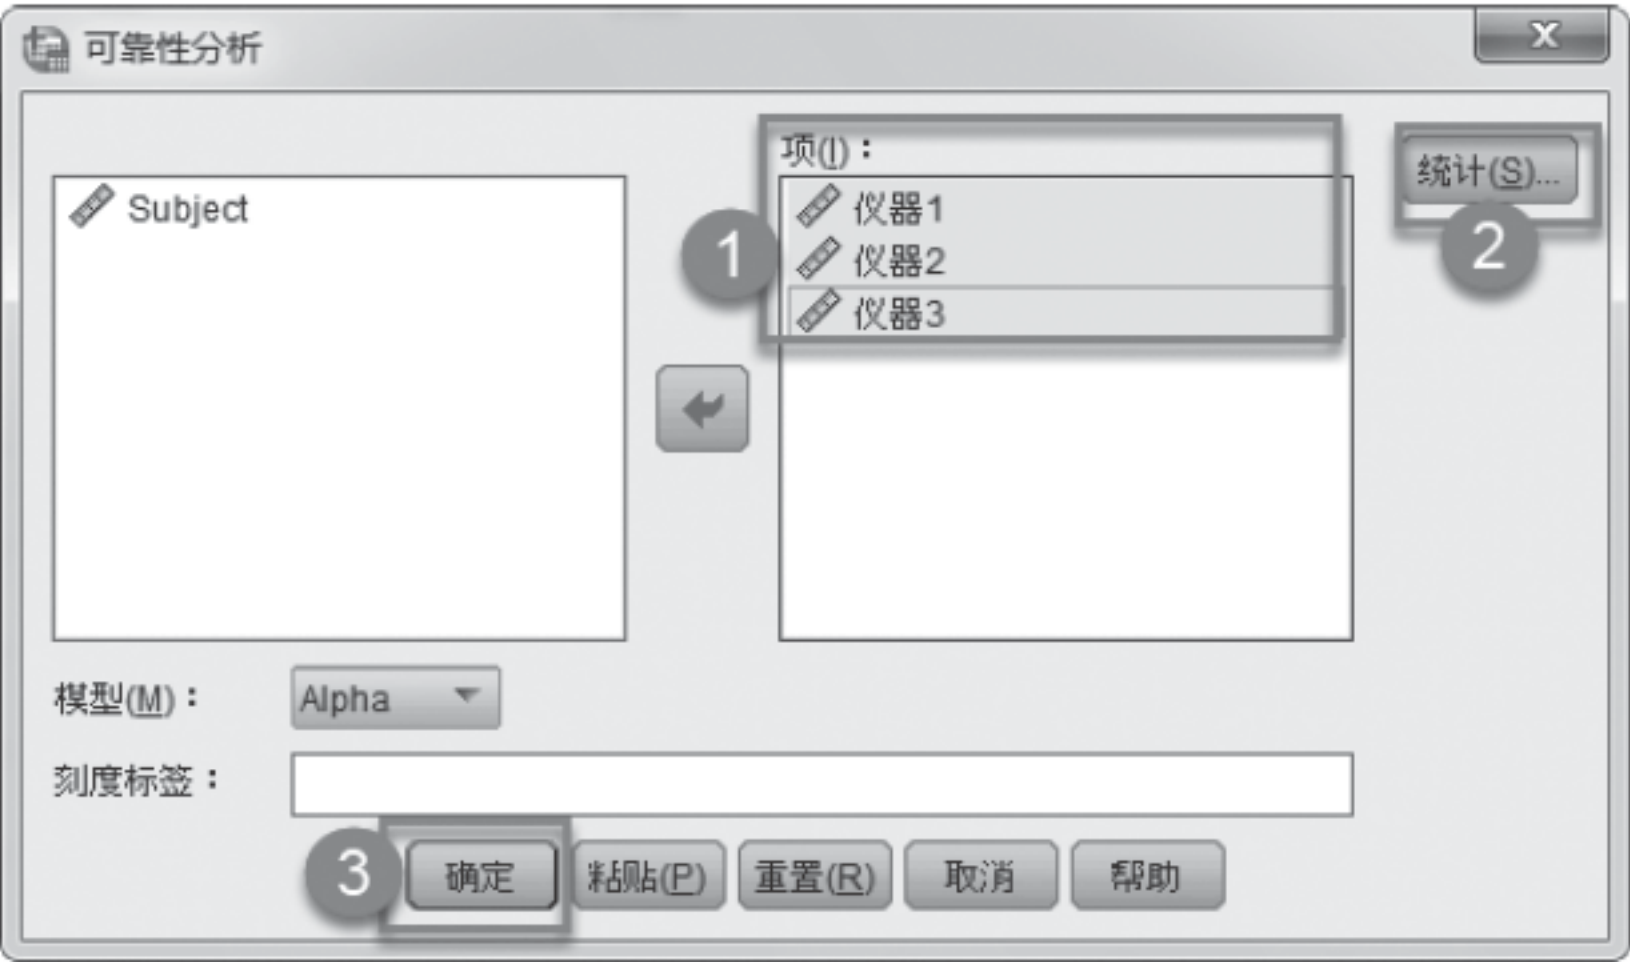 可靠性分析
x
项(I)：
统计(S)...
Subject
仪器1
仪器2
仪器3
1
2
模型(M)：
Alpha
刻度标签：
3
确定
粘贴(P)
重置(R)
取消
帮助